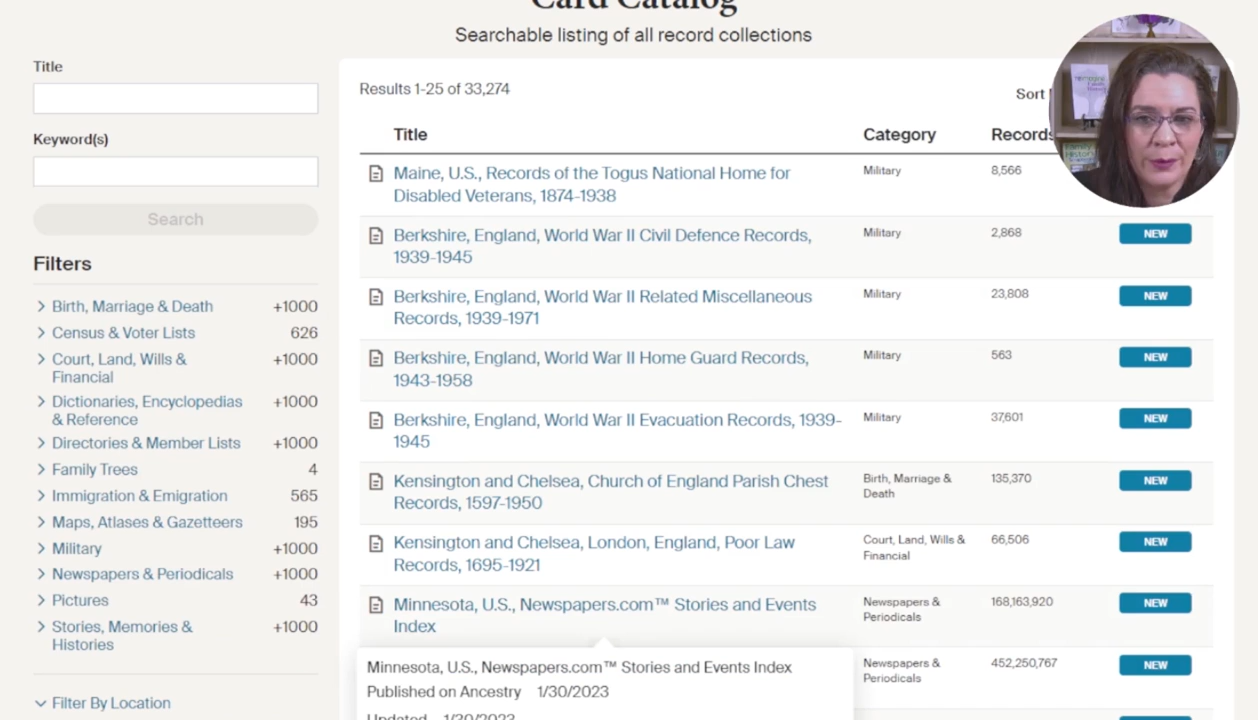 Card Catalog
Searchable listing of all record collections
Title
Keyword(s)
Search
Filters
Birth, Marriage & Death +1000
Census & Voter Lists 626
Court, Land, Wills &
Financial +1000
Dictionaries, Encyclopedias
& Reference +1000
Directories & Member Lists +1000
Family Trees 4
Immigration & Emigration 565
Maps, Atlases & Gazetteers 195
Military +1000
Newspapers & Periodicals +1000
Pictures 43
Stories, Memories &
Histories +1000
Filter By Location
Results 1-25 of 33,274
Sort
Title Category Records
Maine, U.S., Records of the Togus National Home for
Disabled Veterans, 1874-1938
Military 8,566
Berkshire, England, World War II Civil Defence Records,
1939-1945
Military 2,868 NEW
Berkshire, England, World War II Related Miscellaneous
Records, 1939-1971
Military 23,808 NEW
Berkshire, England, World War II Home Guard Records,
1943-1958
Military 563 NEW
Berkshire, England, World War II Evacuation Records, 1939-
1945
Military 37,601 NEW
Kensington and Chelsea, Church of England Parish Chest
Records, 1597-1950
Birth, Marriage &
Death
135,370 NEW
Kensington and Chelsea, London, England, Poor Law
Records, 1695-1921
Court, Land, Wills &
Financial
66,506 NEW
Minnesota, U.S., Newspapers.com™ Stories and Events
Index
Newspapers &
Periodicals
168,163,920 NEW
Minnesota, U.S., Newspapers.com™ Stories and Events Index
Published on Ancestry 1/30/2023
Updated 1/30/2023
Newspapers &
Periodicals
452,250,767 NEW